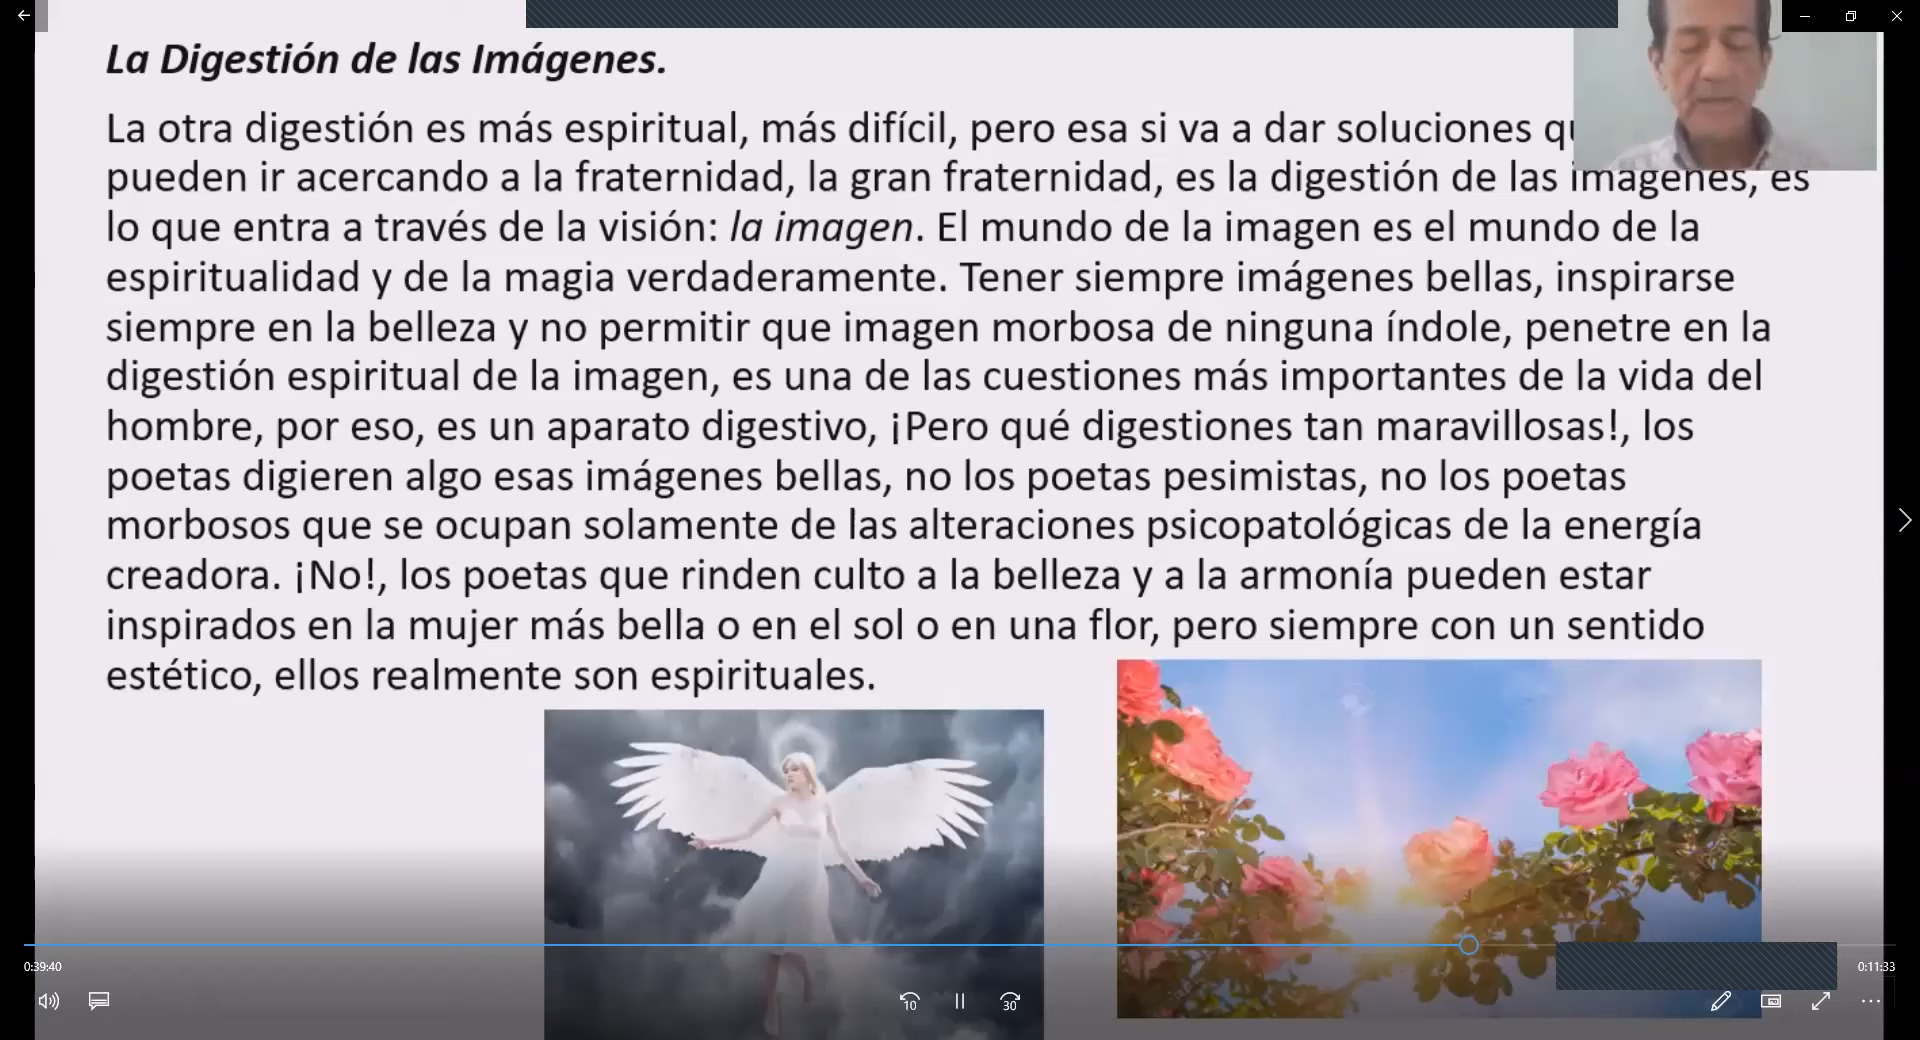 La Digestión de las Imágenes.
La otra digestión es más espiritual, más difícil, pero esa si va a dar soluciones
pueden ir acercando a la fraternidad, la gran fraternidad, es la digestión de las imágenes, es
lo que entra a través de la visión: la imagen. El mundo de la imagen es el mundo de la
espiritualidad y de la magia verdaderamente. Tener siempre imágenes bellas, inspirarse
siempre en la belleza y no permitir que imagen morbosa de ninguna índole, penetre en la
digestión espiritual de la imagen, es una de las cuestiones más importantes de la vida del
hombre, por eso, es un aparato digestivo, ¡Pero qué digestiones tan maravillosas!, los
poetas digieren algo esas imágenes bellas, no los poetas pesimistas, no los poetas
morbosos que se ocupan solamente de las alteraciones psicopatológicas de la energía
creadora. ¡No!, los poetas que rinden culto a la belleza y a la armonía pueden estar
inspirados en la mujer más bella o en el sol o en una flor, pero siempre con un sentido
estético, ellos realmente son espirituales.
0:39:40
0:11:33
10
30